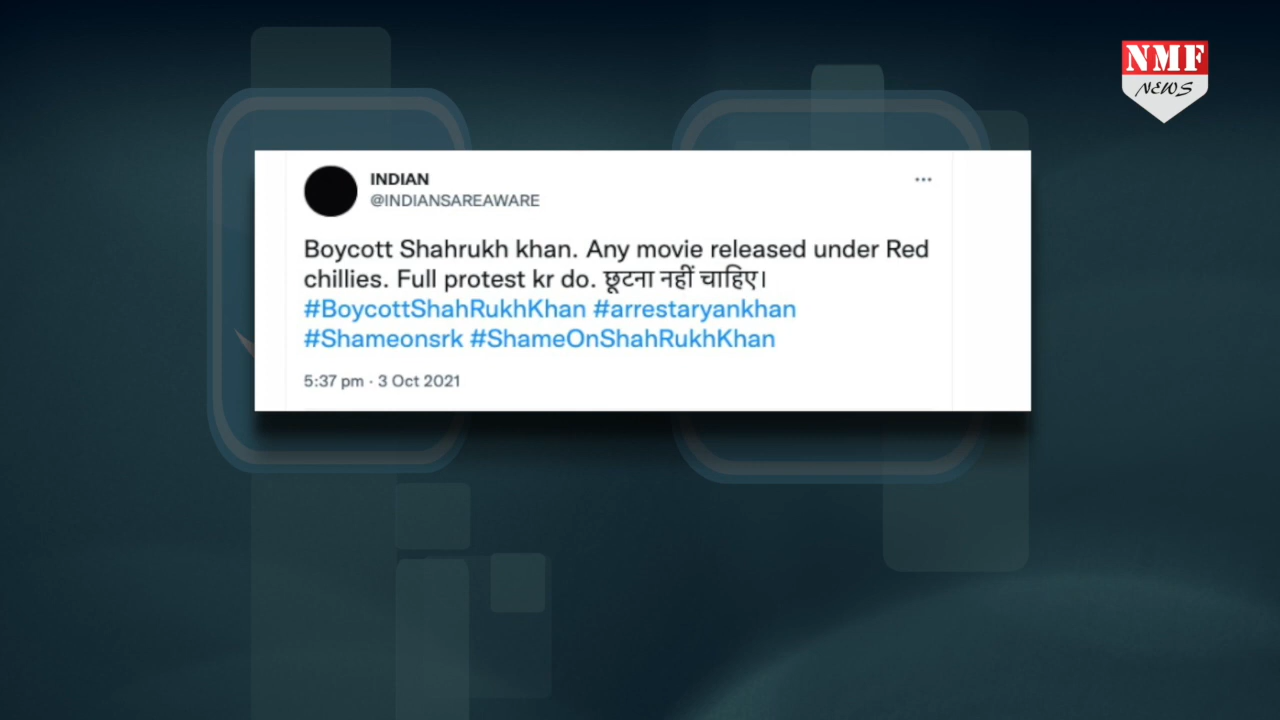 NMF
NEWS
INDIAN
@INDIANSAREAWARE
Boycott Shahrukh khan. Any movie released under Red
chillies. Full protest kr do. छूटना नहीं चाहिए।
#BoycottShahRukhKhan #arrestaryankhan
#Shameonsrk #ShameOnShahRukhKhan
5:37 pm · 3 Oct 2021